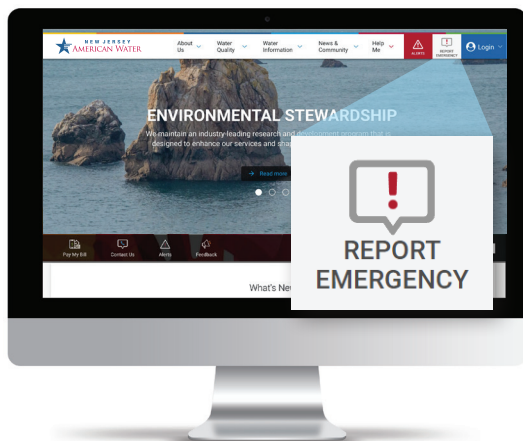 NEW JERSEY
AMERICAN WATER
About
Us
Water
Quality
Water
Information
News &
Community
Help
Me
ALERTS
REPORT
EMERGENCY
Login
ENVIRONMENTAL STEWARDSHIP
We maintain an industry-leading research and development program that is
designed to enhance our services and
Read more
REPORT
EMERGENCY
Pay My Bill
Contact Us
Alerts
Feedback
What's